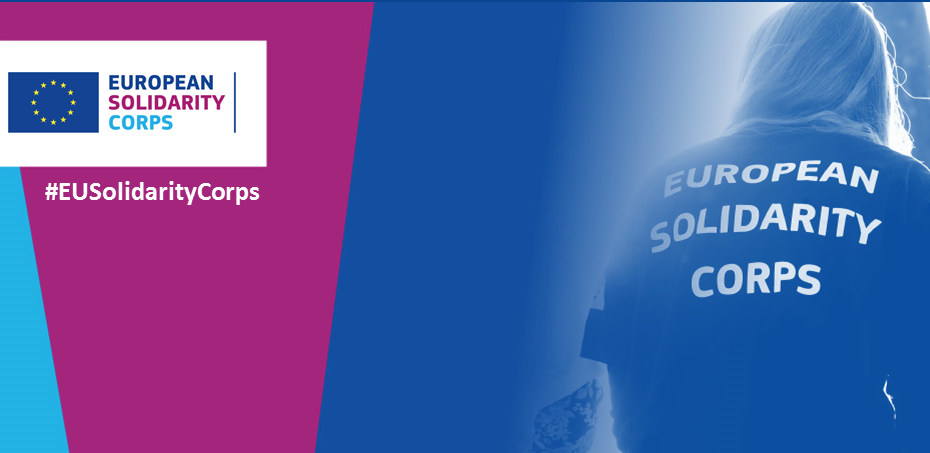 EUROPEAN
SOLIDARITY
CORPS
#EUSolidarityCorps
EUROPEAN
SOLIDARITY
CORPS